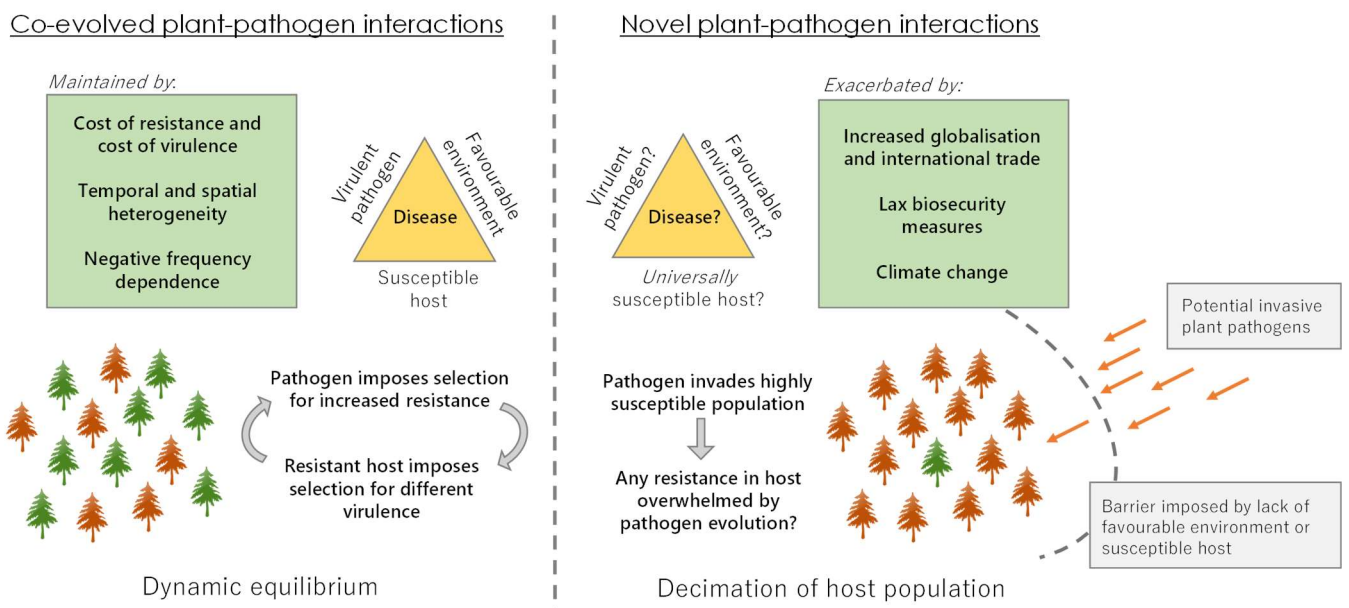 Co-evolved plant-pathogen interactions
Maintained by:
Cost of resistance and
cost of virulence
Temporal and spatial
heterogeneity
Negative frequency
dependence
Virulent
pathogen
Favourable
environment
Disease
Susceptible
host
Pathogen imposes selection
for increased resistance
Resistant host imposes
selection for different
virulence
Dynamic equilibrium
Novel plant-pathogen interactions
Virulent
pathogen?
Favourable
environment?
Disease?
Universally
susceptible host?
Exacerbated by:
Increased globalisation
and international trade
Lax biosecurity
measures
Climate change
Potential invasive
plant pathogens
Pathogen invades highly
susceptible population
Any resistance in host
overwhelmed by
pathogen evolution?
Barrier imposed by lack of
favourable environment or
susceptible host
Decimation of host population